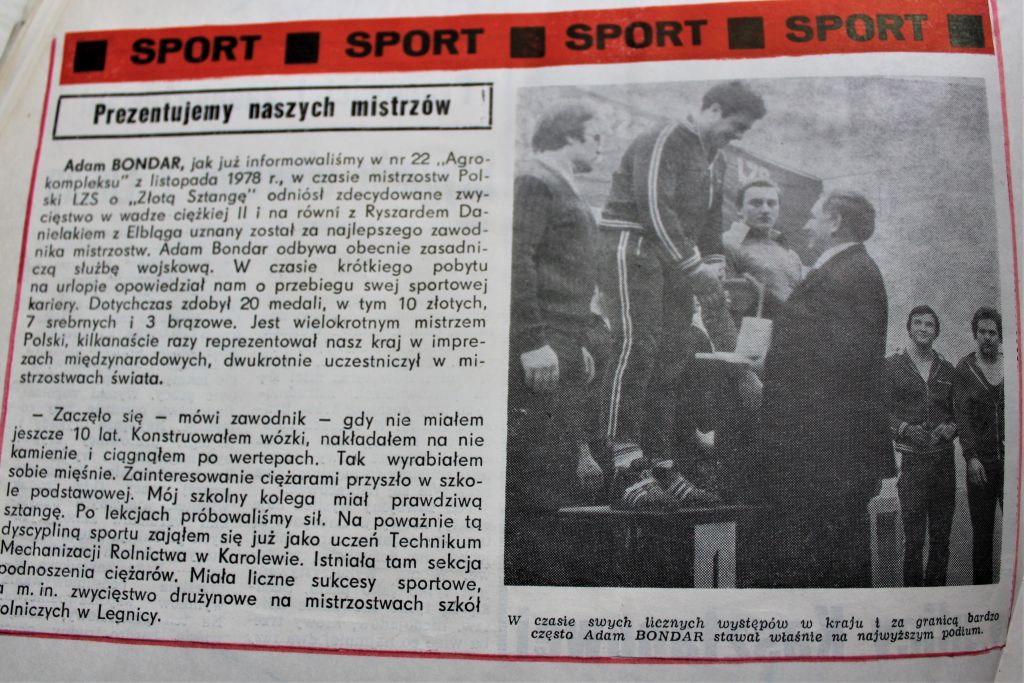 SPORT SPORT SPORT SPORT
Prezentujemy naszych mistrzów
Adam BONDAR, jak już informowaliśmy w nr 22 „Agro-
kompleksu" z listopada 1978 r., w czasie mistrzostw Pol-
ski LZS o „Złotą Sztangę" odniósł zdecydowane zwy-
cięstwo w wadze ciężkiej II i na równi z Ryszardem Da-
nielakiem z Elbląga uznany został za najlepszego zawod-
nika mistrzostw. Adam Bondar odbywa obecnie zasadni-
czą służbę wojskową. W czasie krótkiego pobytu
na urlopie opowiedział nam o przebiegu swej sportowej
kariery. Dotychczas zdobył 20 medali, w tym 10 złotych,
7 srebrnych i 3 brązowe. Jest wielokrotnym mistrzem
Polski, kilkanaście razy reprezentował nasz kraj w impre-
zach międzynarodowych, dwukrotnie uczestniczył w mi-
strzostwach świata.
– Zaczęło się – mówi zawodnik – gdy nie miałem
jeszcze 10 lat. Konstruowałem wózki, nakładałem na nie
kamienie i ciągnąłem po wertepach. Tak wyrabiałem
sobie mięśnie. Zainteresowanie ciężarami przyszło w szko-
le podstawowej. Mój szkolny kolega miał prawdziwą
sztangę. Po lekcjach próbowaliśmy sił. Na poważnie tą
dyscypliną sportu zająłem się już jako uczeń Technikum
Mechanizacji Rolnictwa w Karolewie. Istniała tam sekcja
podnoszenia ciężarów. Miała liczne sukcesy sportowe,
a m. in. zwycięstwo drużynowe na mistrzostwach szkół
rolniczych w Legnicy.
W czasie swych licznych występów w kraju i za granicą bardzo
często Adam BONDAR stawał właśnie na najwyższym podium.